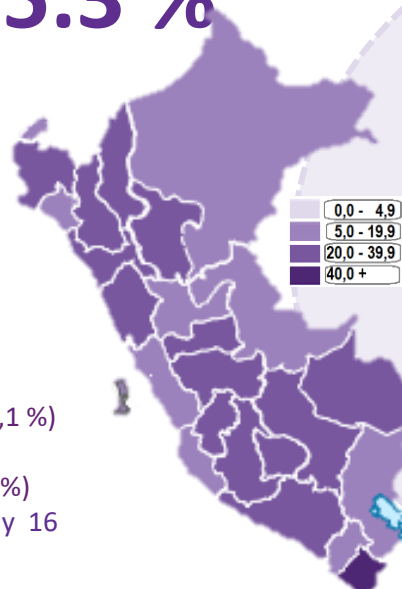 3.3 %
0,0 - 4,9
5,0 - 19,9
20,0 - 39,9
40,0 +
,1 %)
%)
y 16